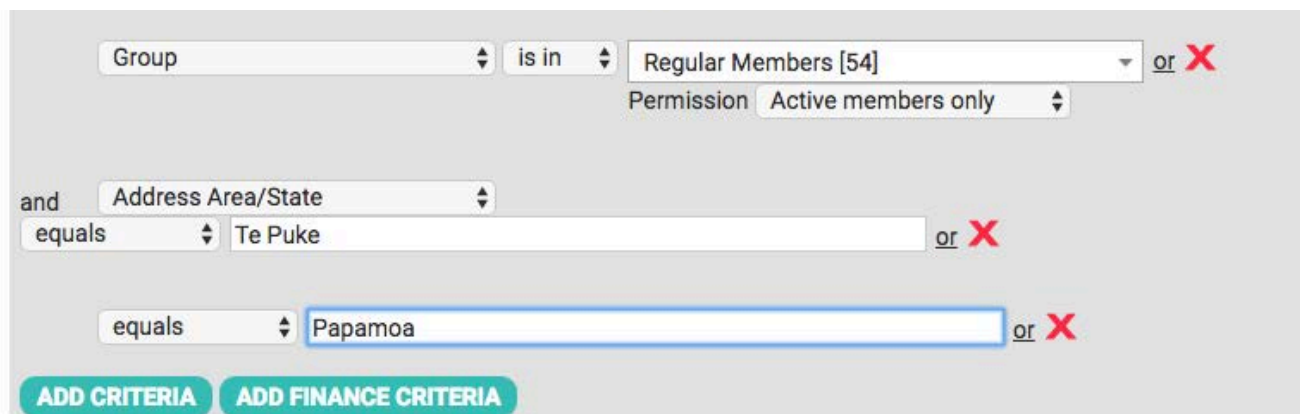 Group is in Regular Members [54] or
Permission Active members only
and Address Area/State
equals Te Puke or
equals Papamoa or
ADD CRITERIA ADD FINANCE CRITERIA